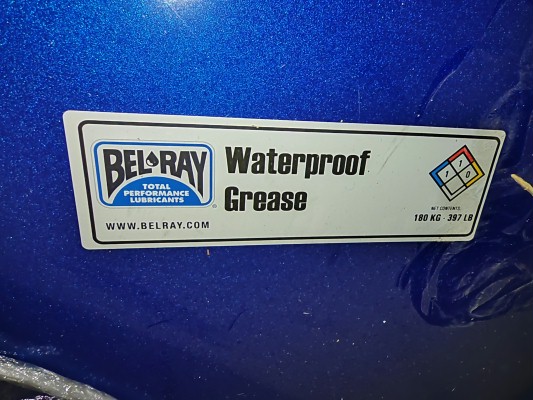 BEL-RAY
TOTAL
PERFORMANCE
LUBRICANTS
®
WWW.BELRAY.COM
Waterproof
Grease
1
1 0
NET CONTENTS:
180 KG - 397 LB